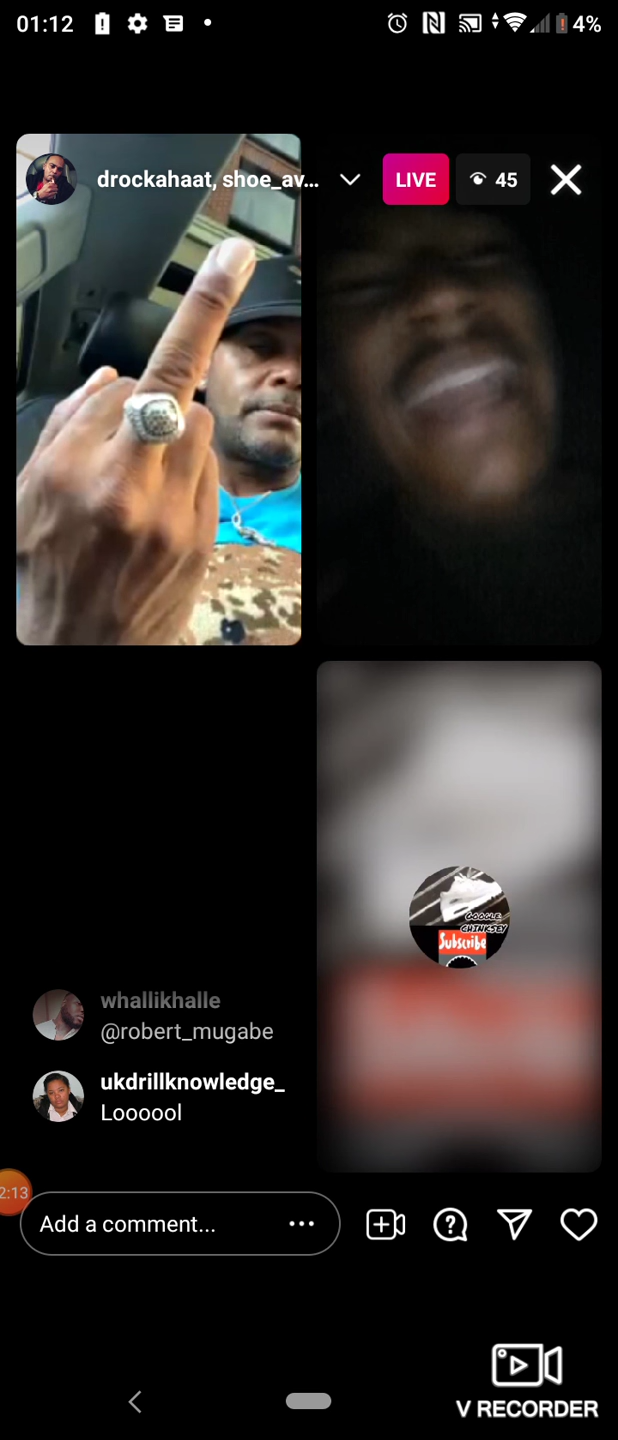 01:12
4%
drockahaat, shoe_av...
LIVE
45
GOOGLE
CHINKSEY
Subscribe
whallikhalle
@robert_mugabe
ukdrillknowledge_
Loooool
2:13
Add a comment...
V RECORDER